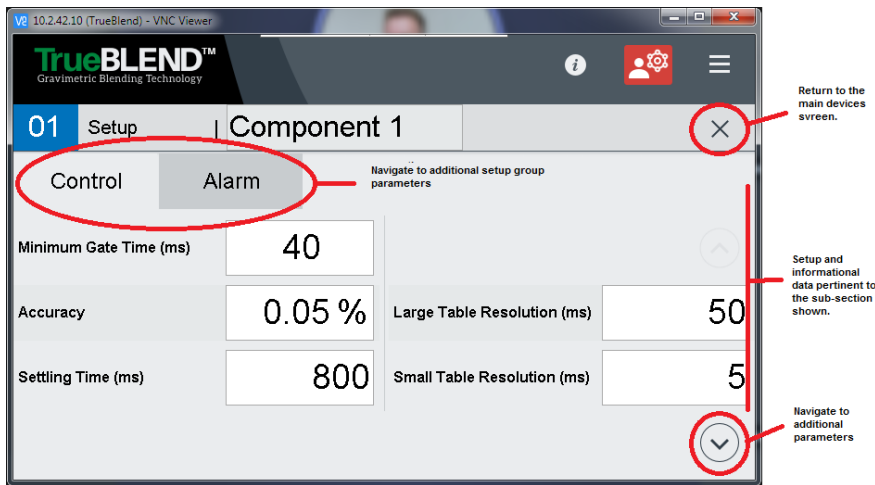 10.2.42.10 (TrueBlend) - VNC Viewer
TrueBLEND™
Gravimetric Blending Technology
Return to the
main devices
svreen.
01 Setup | Component 1
Control Alarm
Navigate to additional setup group
parameters
Minimum Gate Time (ms) 40
Setup and
informational
data pertinent to
the sub-section
shown.
Accuracy 0.05 % Large Table Resolution (ms) 50
Settling Time (ms) 800 Small Table Resolution (ms) 5
Navigate to
additional
parameters